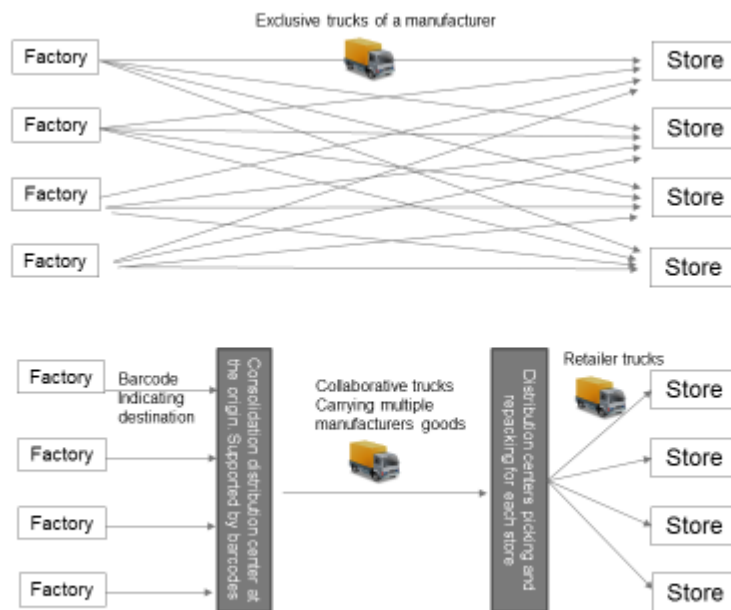 Exclusive trucks of a manufacturer
Factory
Store
Factory
Store
Factory
Store
Factory
Store
Factory
Barcode
Indicating
destination
Consolidation distribution center at
the origin. Supported by barcodes
Collaborative trucks
Carrying multiple
manufacturers goods
Distribution centers picking and
repacking for each store
Retailer trucks
Store
Factory
Store
Factory
Store
Factory
Store